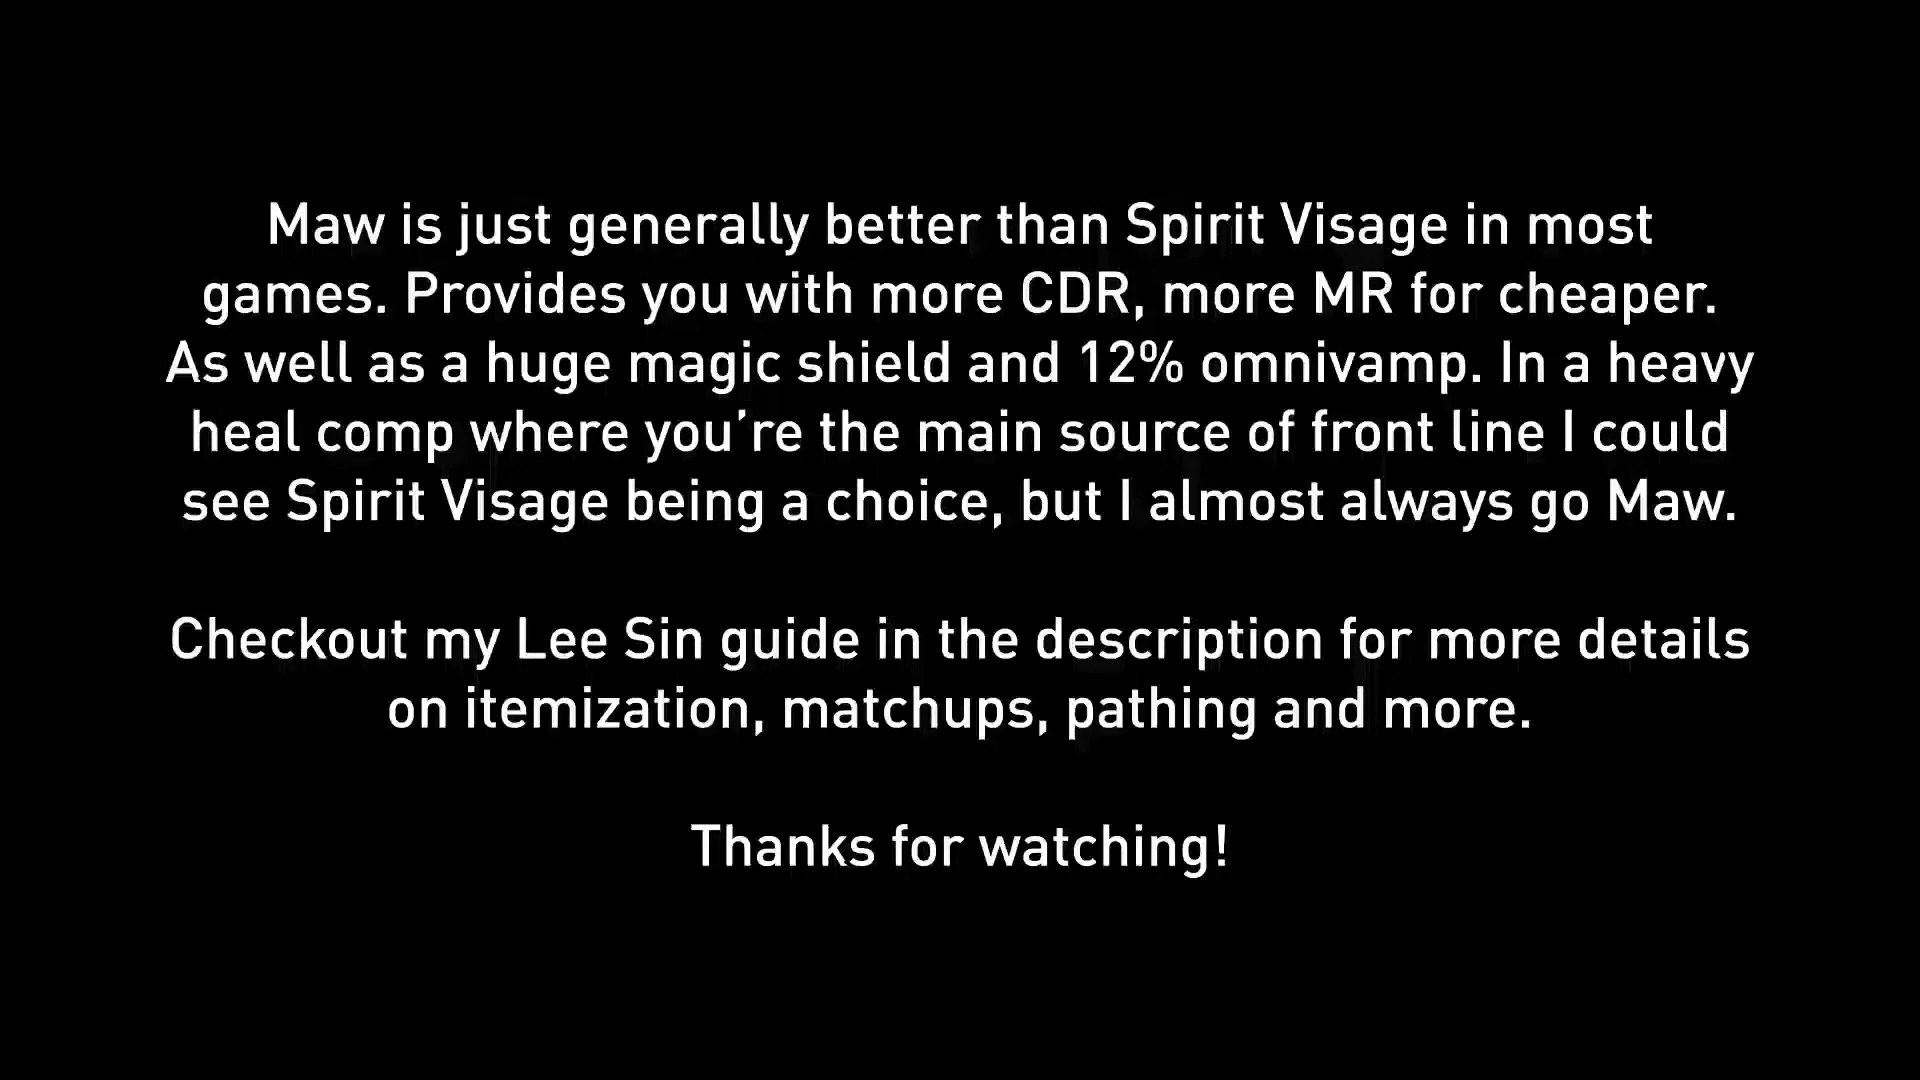 Maw is just generally better than Spirit Visage in most
games. Provides you with more CDR, more MR for cheaper.
As well as a huge magic shield and 12% omnivamp. In a heavy
heal comp where you’re the main source of front line I could
see Spirit Visage being a choice, but I almost always go Maw.
Checkout my Lee Sin guide in the description for more details
on itemization, matchups, pathing and more.
Thanks for watching!